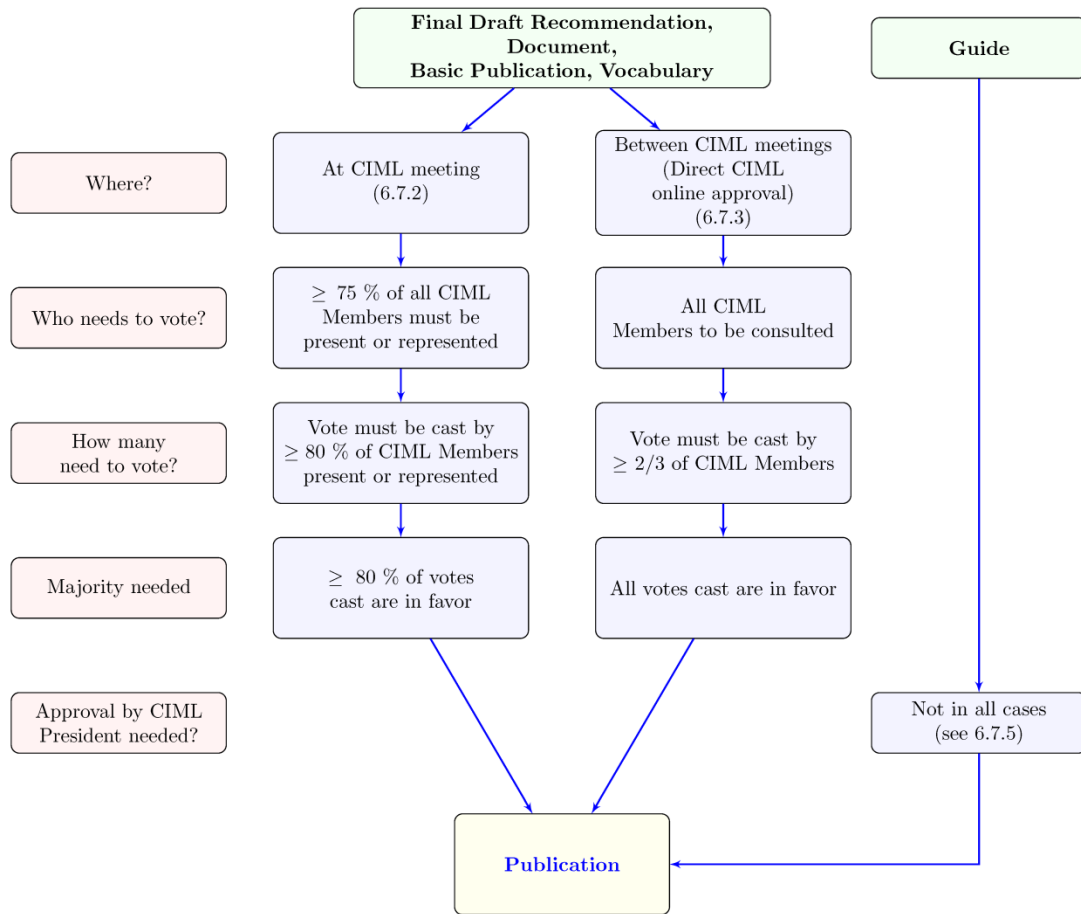 Final Draft Recommendation,
Document,
Basic Publication, Vocabulary
Guide
Where?
At CIML meeting
(6.7.2)
Between CIML meetings
(Direct CIML
online approval)
(6.7.3)
Who needs to vote?
≥ 75 % of all CIML
Members must be
present or represented
All CIML
Members to be consulted
How many
need to vote?
Vote must be cast by
≥ 80 % of CIML Members
present or represented
Vote must be cast by
≥ 2/3 of CIML Members
Majority needed
≥ 80 % of votes
cast are in favor
All votes cast are in favor
Approval by CIML
President needed?
Not in all cases
(see 6.7.5)
Publication